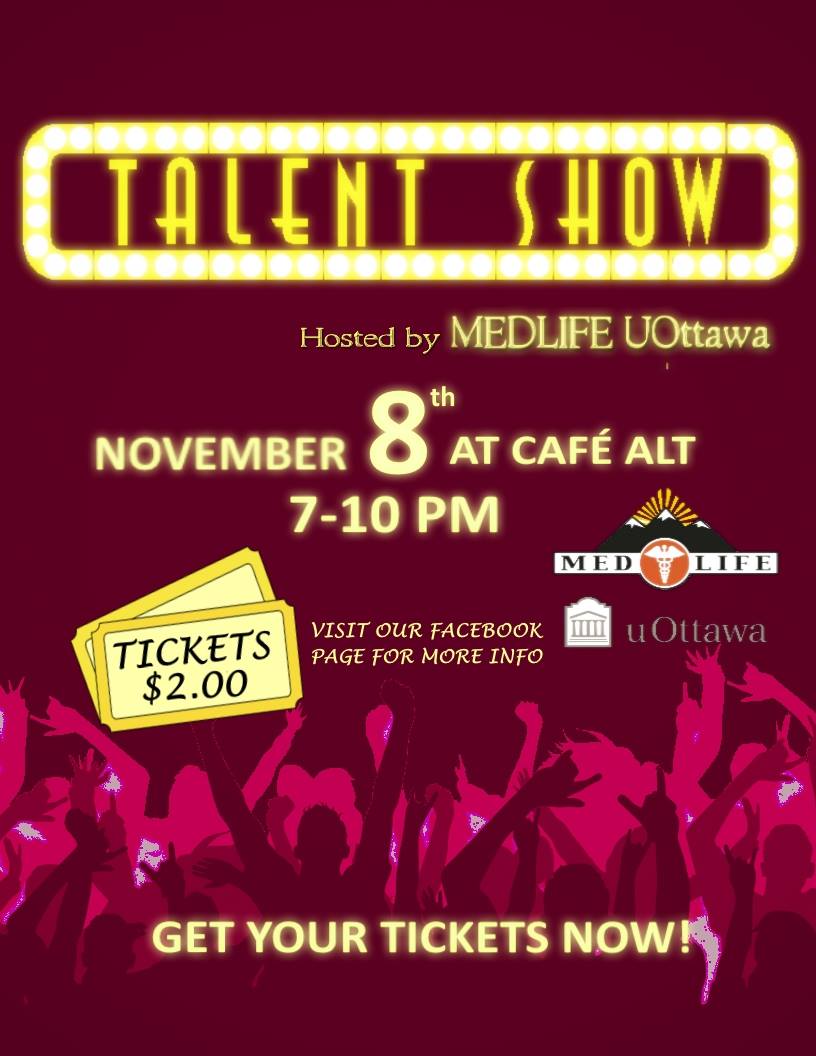 TALENT SHOW
Hosted by MEDLIFE UOttawa
NOVEMBER 8th AT CAFÉ ALT
7-10 PM
MED LIFE
TICKETS
$2.00
VISIT OUR FACEBOOK
PAGE FOR MORE INFO
uOttawa
GET YOUR TICKETS NOW!